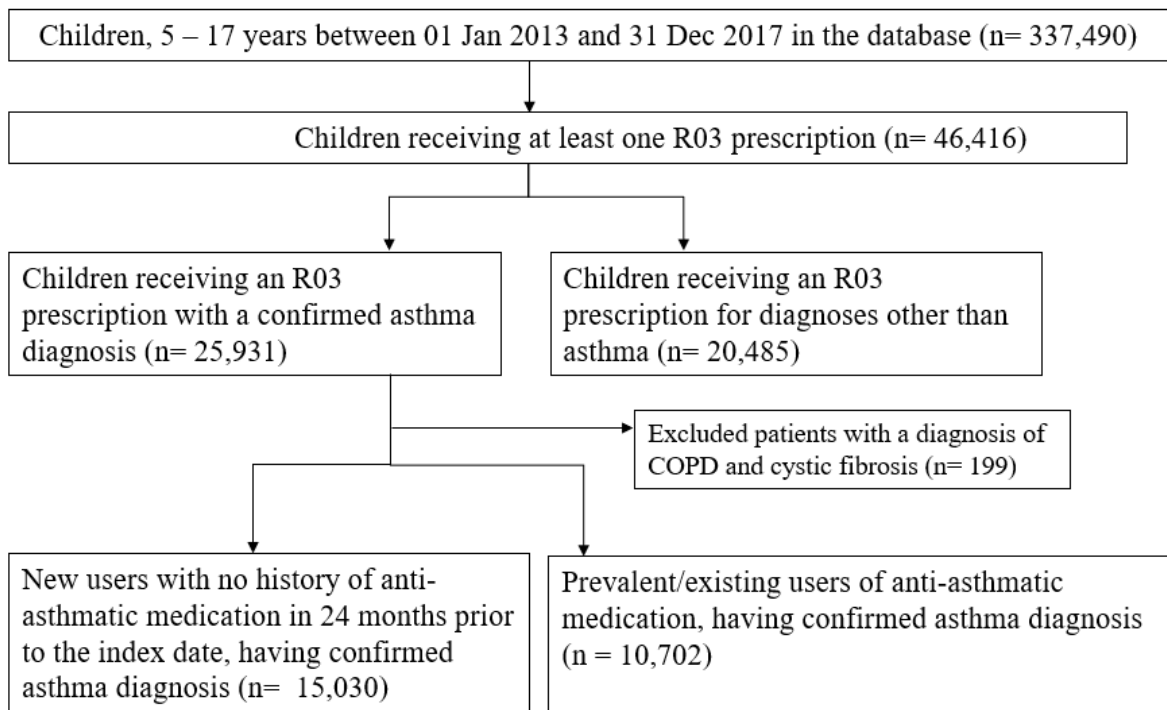 Children, 5 – 17 years between 01 Jan 2013 and 31 Dec 2017 in the database (n= 337,490)
Children receiving at least one R03 prescription (n= 46,416)
Children receiving an R03
prescription with a confirmed asthma
diagnosis (n= 25,931)
Children receiving an R03
prescription for diagnoses other than
asthma (n= 20,485)
Excluded patients with a diagnosis of
COPD and cystic fibrosis (n= 199)
New users with no history of anti-
asthmatic medication in 24 months prior
to the index date, having confirmed
asthma diagnosis (n=  15,030)
Prevalent/existing users of anti-asthmatic
medication, having confirmed asthma diagnosis
(n = 10,702)